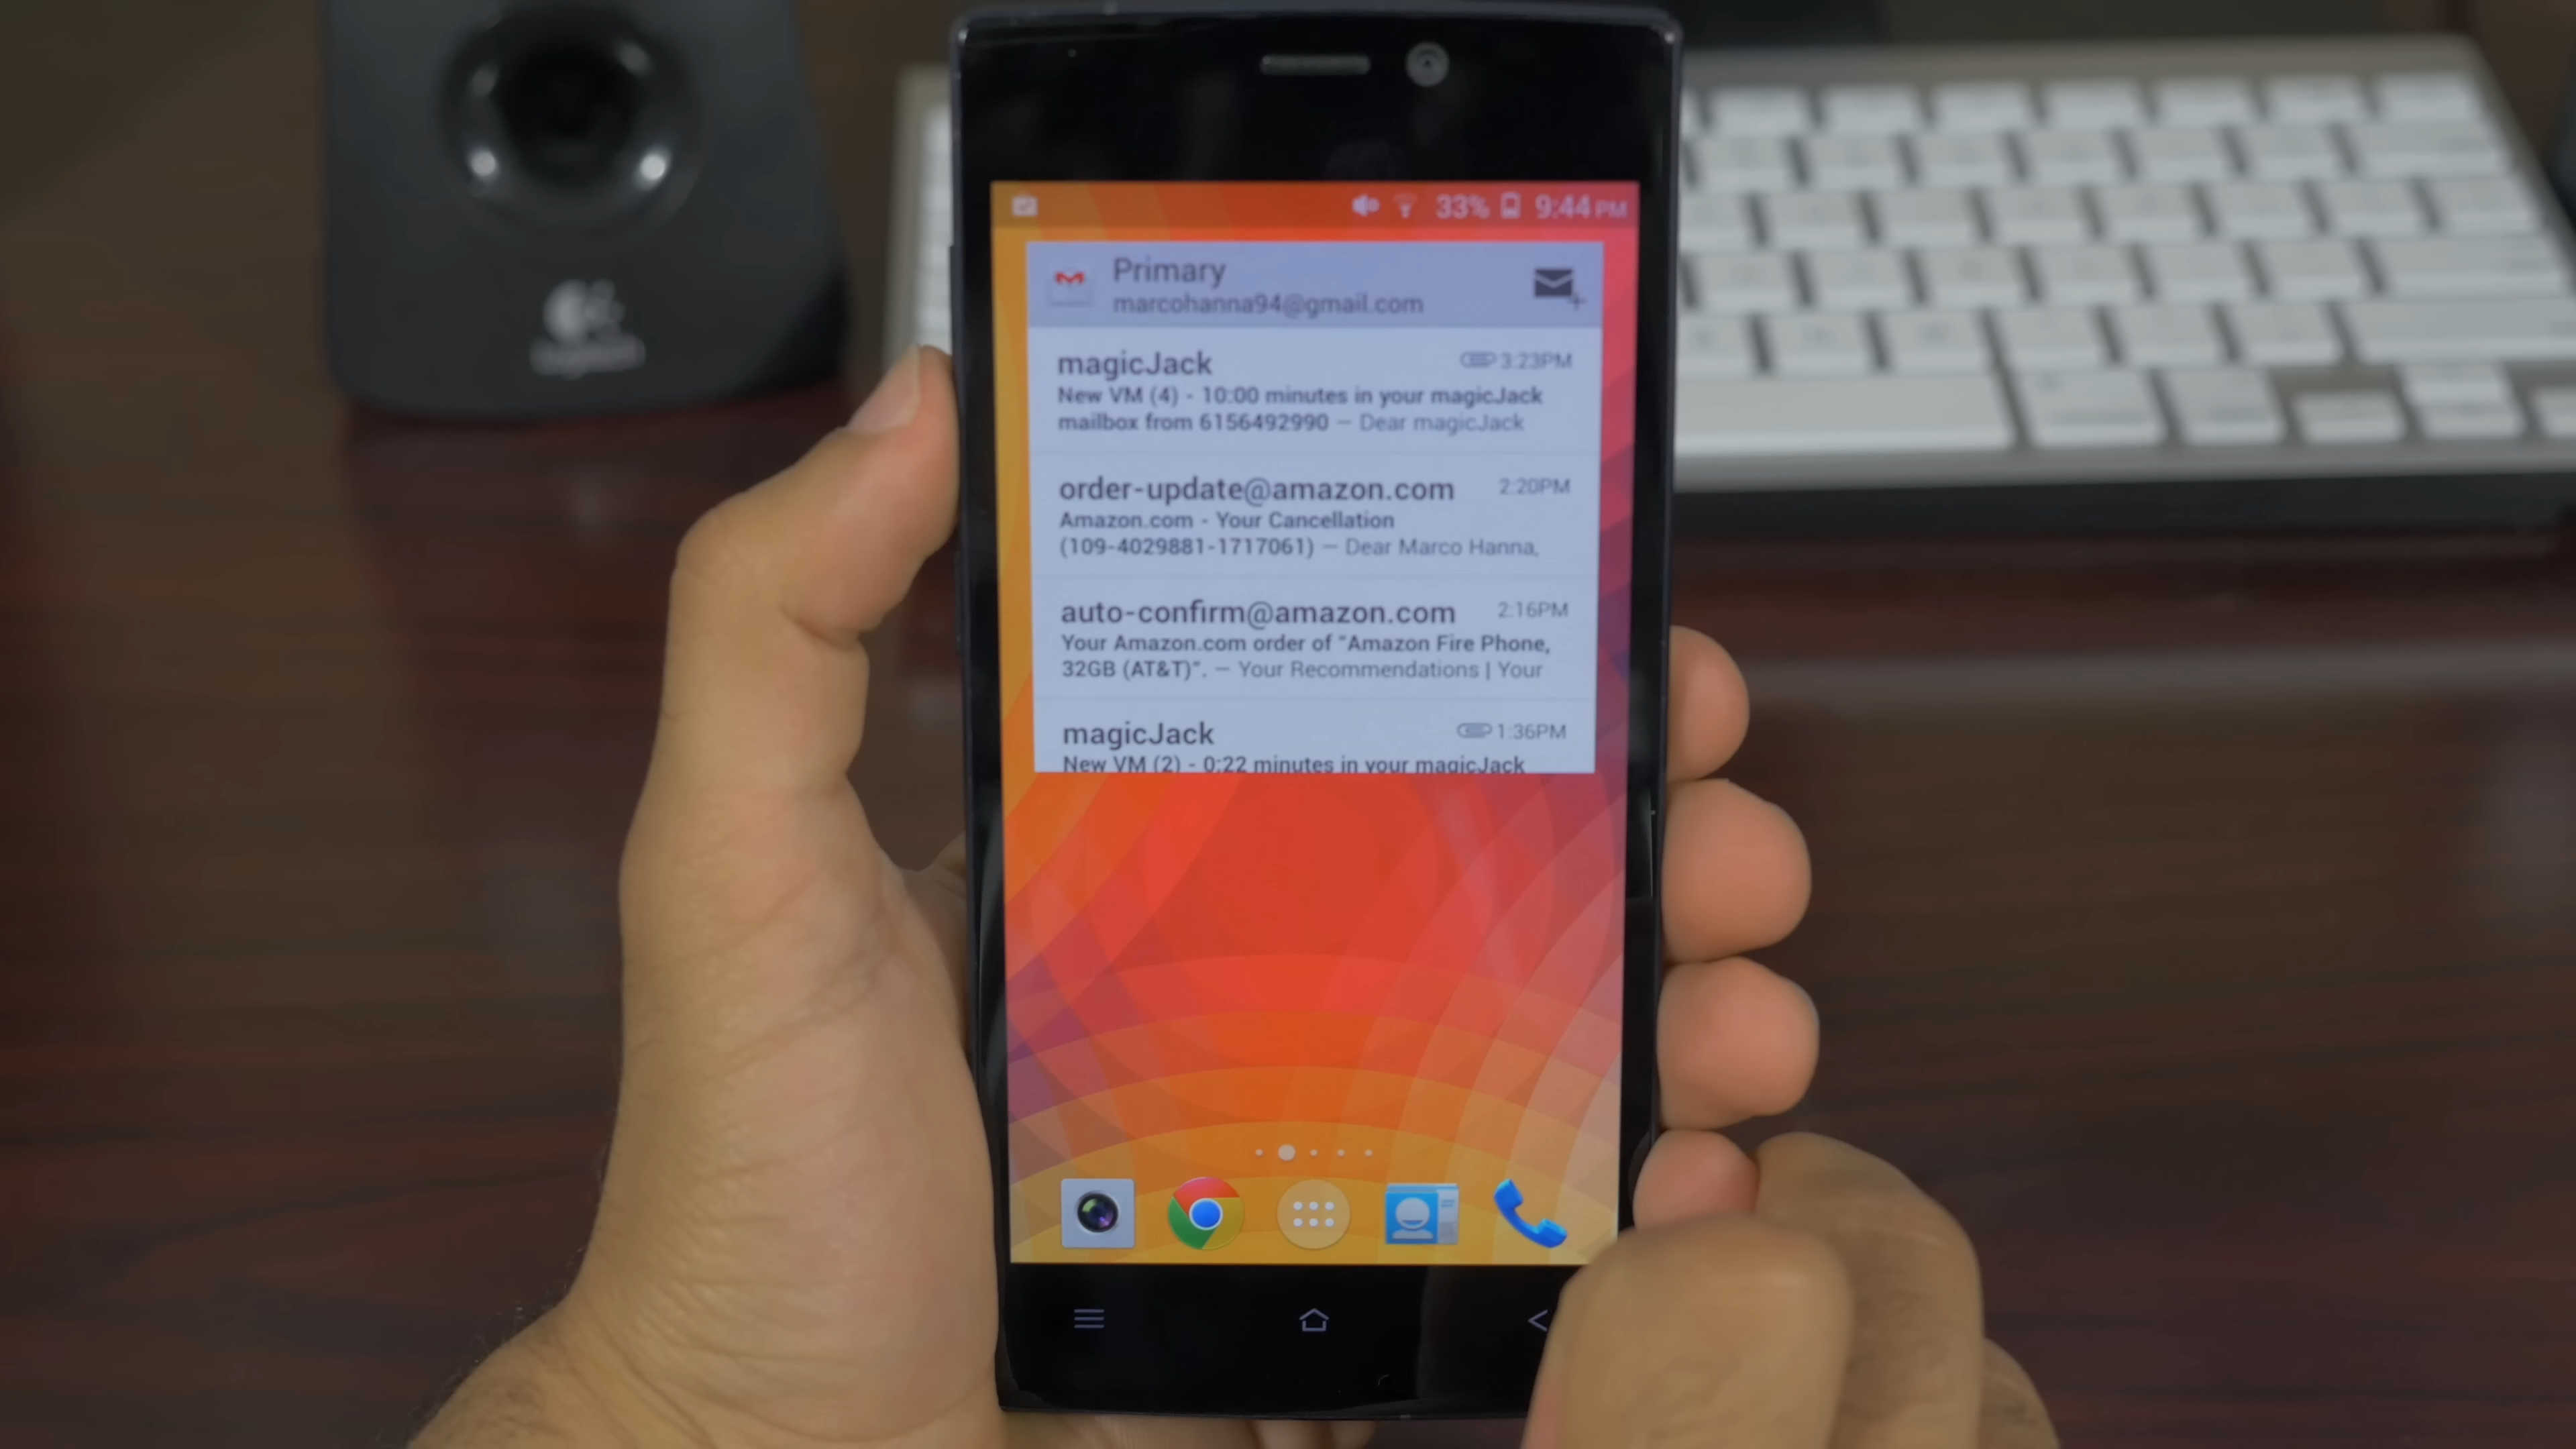 33% 9:44 PM
Primary
marcohanna94@gmail.com
magicJack 3:23PM
New VM (4) - 10:00 minutes in your magicJack
mailbox from 6156492990 — Dear magicJack
order-update@amazon.com 2:20PM
Amazon.com - Your Cancellation
(109-4029881-1717061) — Dear Marco Hanna,
auto-confirm@amazon.com 2:16PM
Your Amazon.com order of "Amazon Fire Phone,
32GB (AT&T)". — Your Recommendations | Your
magicJack 1:36PM
New VM (2) - 0:22 minutes in your magicJack
Logitech